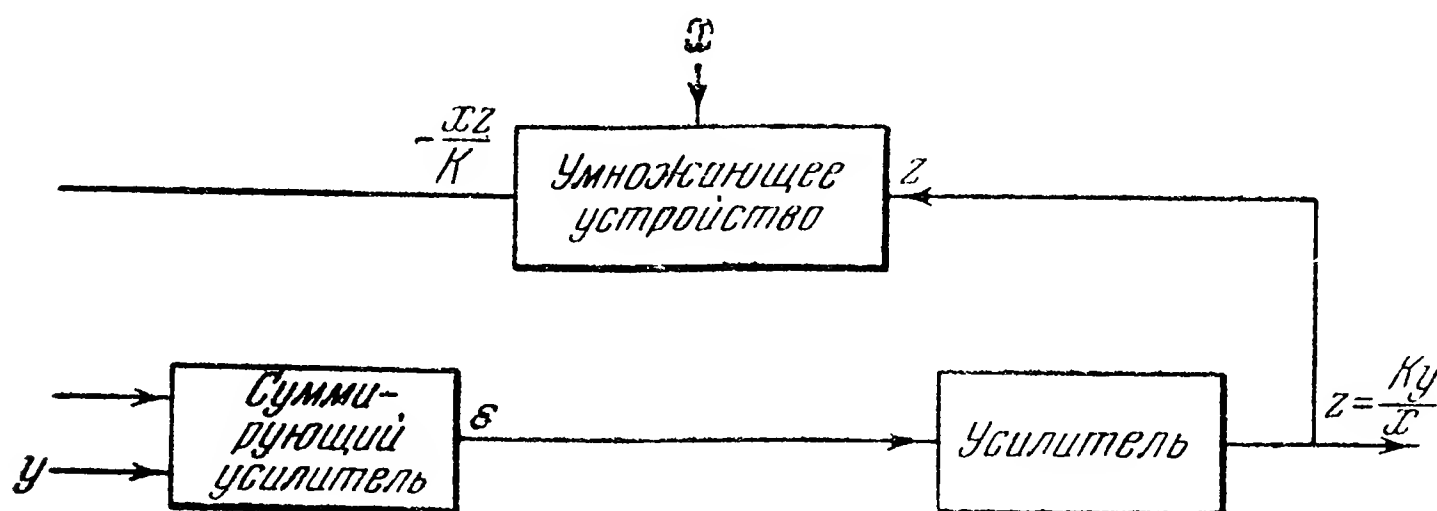 x
-xz/K
Умножающее
устройство
z
Сумми-
рующий
усилитель
ε
y
Усилитель
z=Ky/x